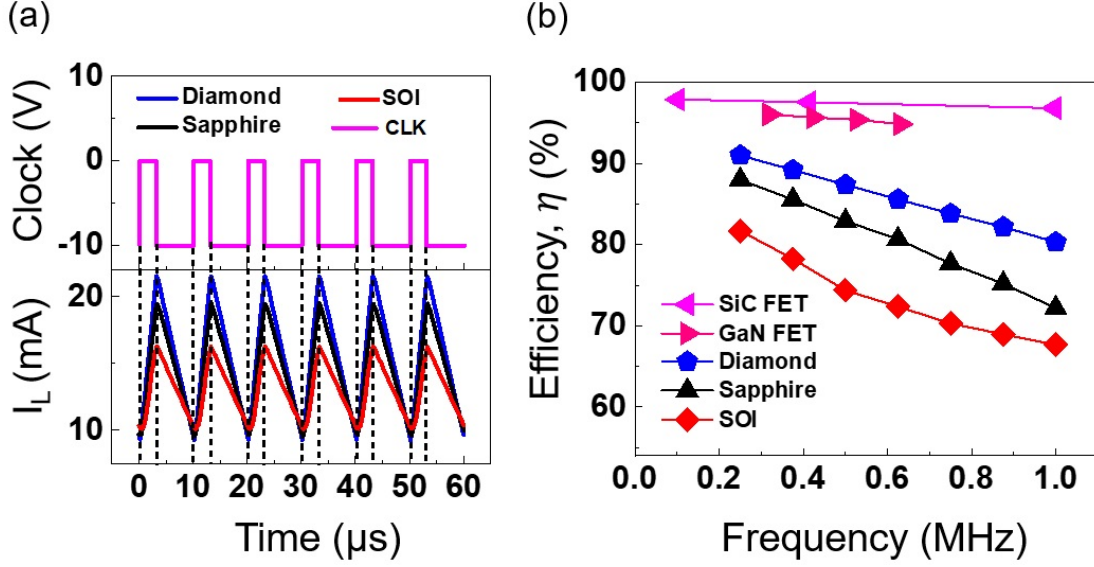 (a)
10
0
-10
Clock (V)
Diamond
SOI
Sapphire
CLK
20
10
I_L (mA)
0 10 20 30 40 50 60
Time (µs)
(b)
100
90
80
70
60
Efficiency, η (%)
SiC FET
GaN FET
Diamond
Sapphire
SOI
0.0 0.2 0.4 0.6 0.8 1.0
Frequency (MHz)